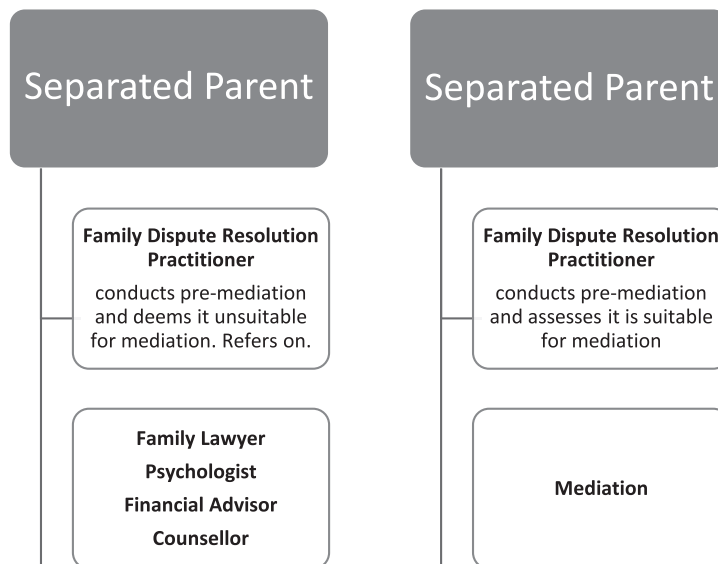 Separated Parent
Family Dispute Resolution
Practitioner
conducts pre-mediation
and deems it unsuitable
for mediation. Refers on.
Family Lawyer
Psychologist
Financial Advisor
Counsellor
Separated Parent
Family Dispute Resolution
Practitioner
conducts pre-mediation
and assesses it is suitable
for mediation
Mediation